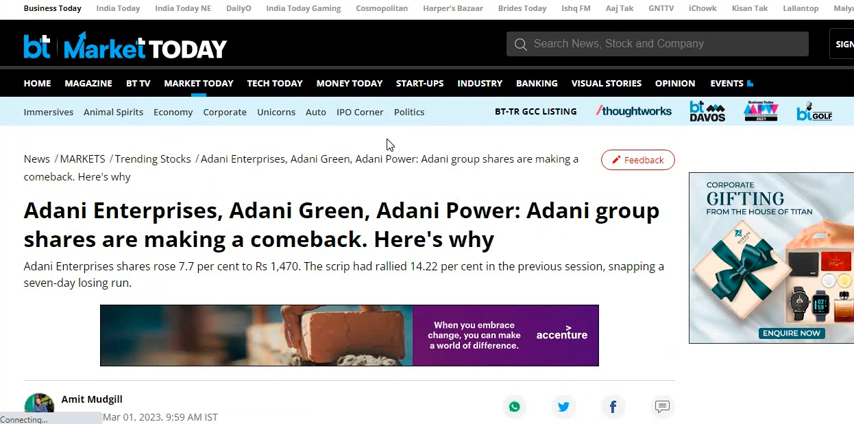 Business Today India Today India Today NE DailyO India Today Gaming Cosmopolitan Harper's Bazaar Brides Today Ishq FM Aaj Tak GNTTV iChowk Kisan Tak Lallantop Malya
bt Market TODAY Search News, Stock and Company SIGN
HOME MAGAZINE BT TV MARKET TODAY TECH TODAY MONEY TODAY START-UPS INDUSTRY BANKING VISUAL STORIES OPINION EVENTS
Immersives Animal Spirits Economy Corporate Unicorns Auto IPO Corner Politics BT-TR GCC LISTING /thoughtworks bt DAVOS bt GOLF
News / MARKETS / Trending Stocks / Adani Enterprises, Adani Green, Adani Power: Adani group shares are making a
comeback. Here's why
Feedback
Adani Enterprises, Adani Green, Adani Power: Adani group
shares are making a comeback. Here's why
Adani Enterprises shares rose 7.7 per cent to Rs 1,470. The scrip had rallied 14.22 per cent in the previous session, snapping a
seven-day losing run.
When you embrace
change, you can make
a world of difference.
accenture
CORPORATE
GIFTING
FROM THE HOUSE OF TITAN
ENQUIRE NOW
Amit Mudgill
Mar 01, 2023, 9:59 AM IST
Connecting...